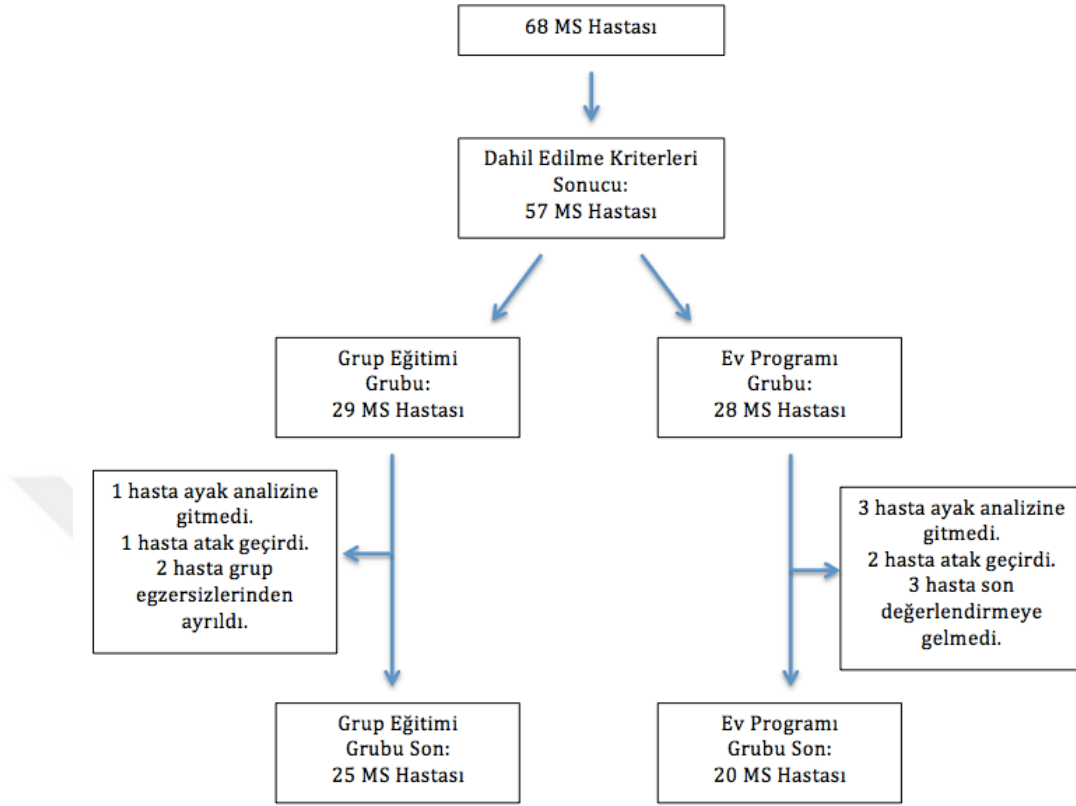 68 MS Hastası
Dahil Edilme Kriterleri
Sonucu:
57 MS Hastası
Grup Eğitimi
Grubu:
29 MS Hastası
Ev Programı
Grubu:
28 MS Hastası
1 hasta ayak analizine
gitmedi.
1 hasta atak geçirdi.
2 hasta grup
egzersizlerinden
ayrıldı.
3 hasta ayak analizine
gitmedi.
2 hasta atak geçirdi.
3 hasta son
değerlendirmeye
gelmedi.
Grup Eğitimi
Grubu Son:
25 MS Hastası
Ev Programı
Grubu Son:
20 MS Hastası